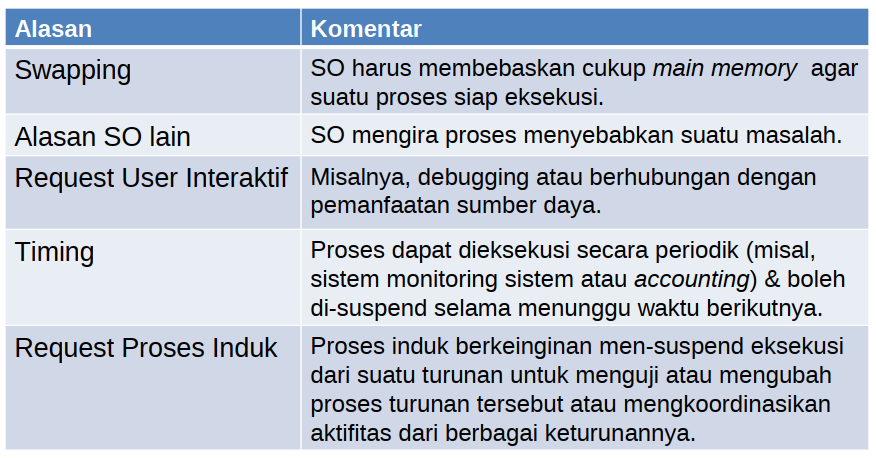 Alasan
Komentar
Swapping
SO harus membebaskan cukup main memory agar
suatu proses siap eksekusi.
Alasan SO lain
SO mengira proses menyebabkan suatu masalah.
Request User Interaktif
Misalnya, debugging atau berhubungan dengan
pemanfaatan sumber daya.
Timing
Proses dapat dieksekusi secara periodik (misal,
sistem monitoring sistem atau accounting) & boleh
di-suspend selama menunggu waktu berikutnya.
Request Proses Induk
Proses induk berkeinginan men-suspend eksekusi
dari suatu turunan untuk menguji atau mengubah
proses turunan tersebut atau mengkoordinasikan
aktifitas dari berbagai keturunannya.